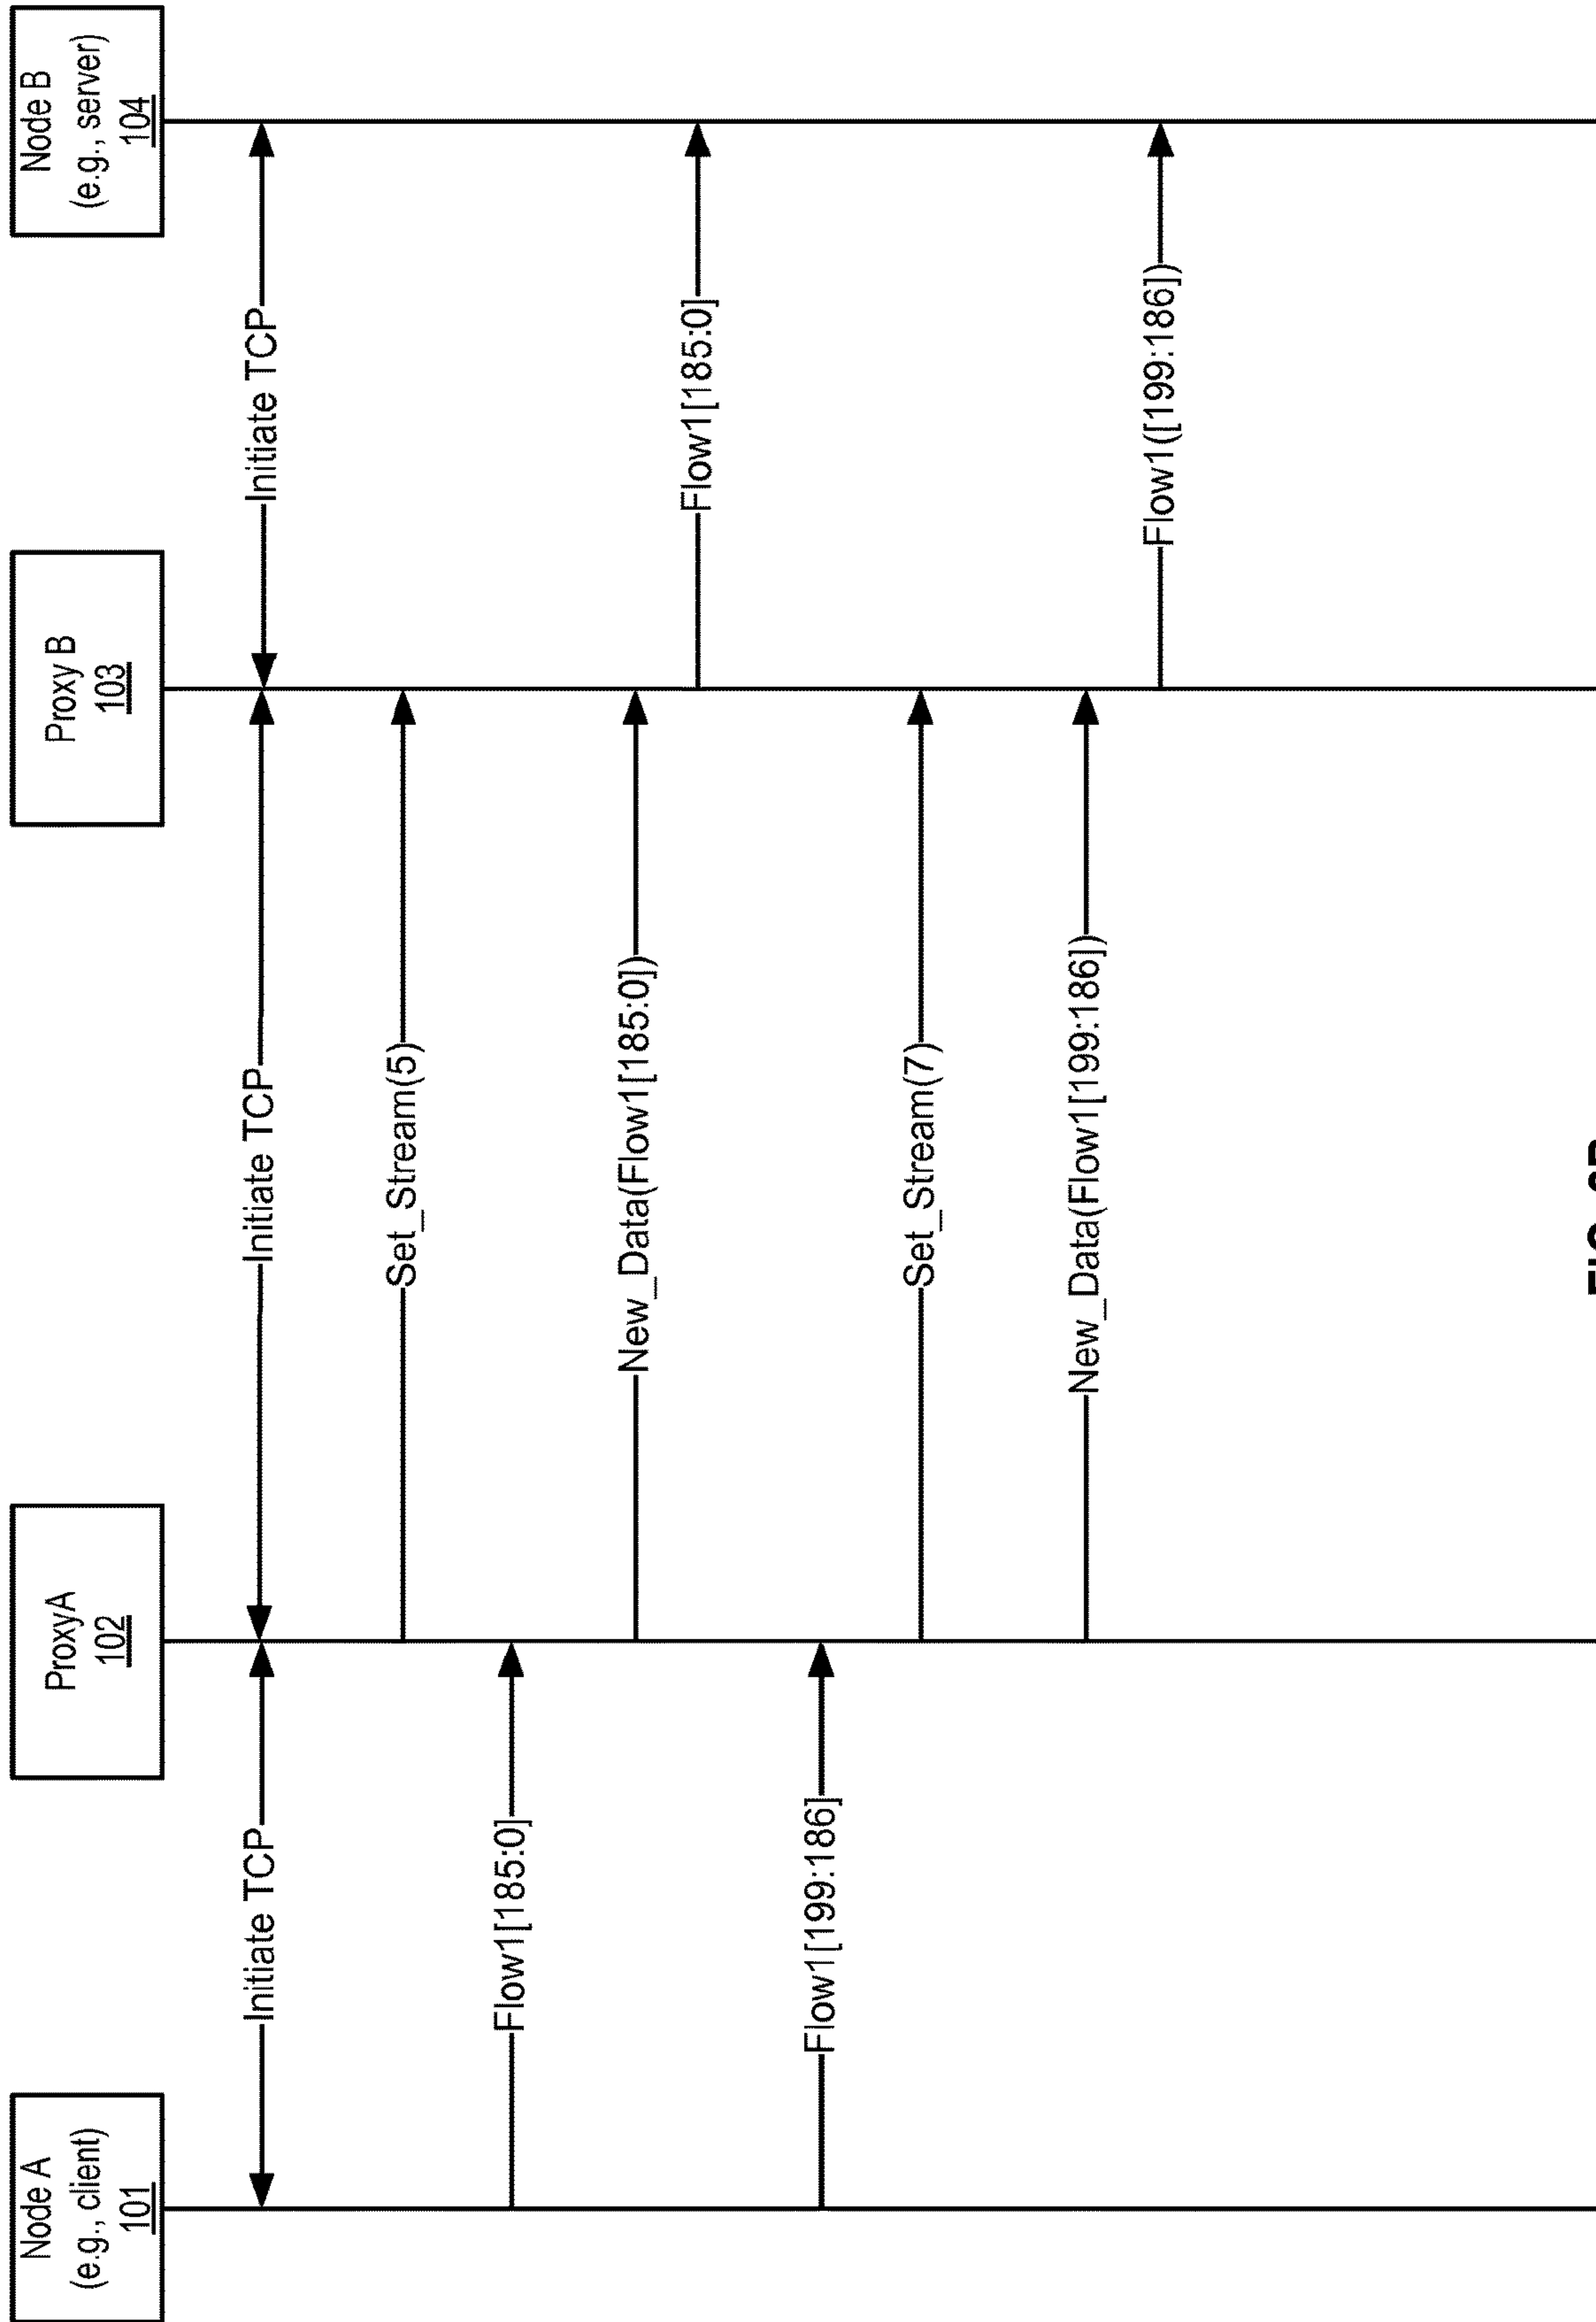 Node A
(e.g., client)
101
ProxyA
102
Proxy B
103
Node B
(e.g., server)
104
Initiate TCP
Initiate TCP
Initiate TCP
Set_Stream(5)
Flow1[185:0]
New_Data(Flow1[185:0])
Flow1[185:0]
Flow1[199:186]
Set_Stream(7)
New_Data(Flow1[199:186])
Flow1([199:186])
FIG.